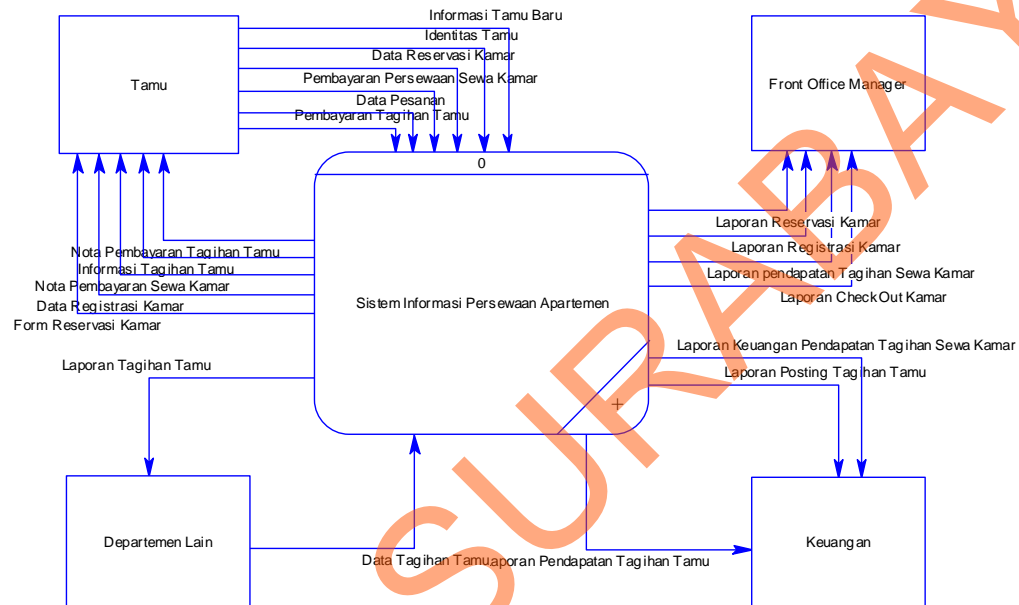 Informasi Tamu Baru
Identitas Tamu
Data Reservasi Kamar
Pembayaran Persewaan Sewa Kamar
Data Pesanan
Pembayaran Tagihan Tamu
Tamu
Front Office Manager
0
Sistem Informasi Persewaan Apartemen
Nota Pembayaran Tagihan Tamu
Informasi Tagihan Tamu
Nota Pembayaran Sewa Kamar
Data Registrasi Kamar
Form Reservasi Kamar
Laporan Reservasi Kamar
Laporan Registrasi Kamar
Laporan pendapatan Tagihan Sewa Kamar
Laporan CheckOut Kamar
Laporan Keuangan Pendapatan Tagihan Sewa Kamar
Laporan Posting Tagihan Tamu
Laporan Tagihan Tamu
+
Departemen Lain
Keuangan
Data Tagihan Tamu
Laporan Pendapatan Tagihan Tamu
SURABAY